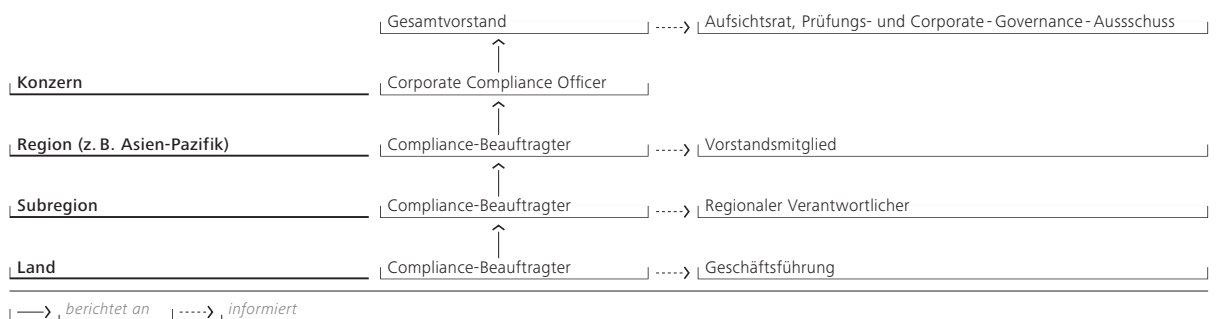 Gesamtvorstand Aufsichtsrat, Prüfungs- und Corporate-Governance-Aussschuss
Konzern Corporate Compliance Officer
Region (z. B. Asien-Pazifik) Compliance-Beauftragter Vorstandsmitglied
Subregion Compliance-Beauftragter Regionaler Verantwortlicher
Land Compliance-Beauftragter Geschäftsführung
berichtet an informiert